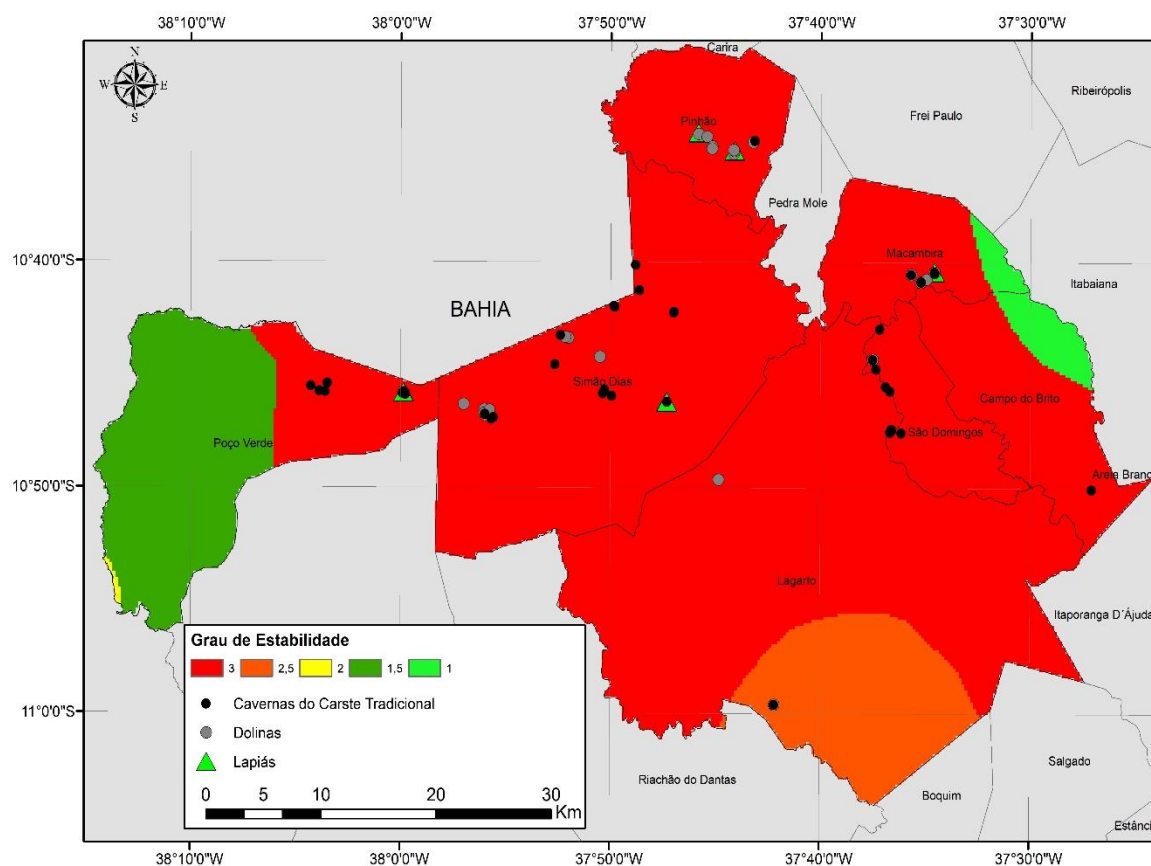 38°10'0"W 38°0'0"W 37°50'0"W 37°40'0"W 37°30'0"W
N
W E
S
Carira
Ribeirópolis
Frei Paulo
Pinhão
Pedra Mole
10°40'0"S
Macambira
Itabaiana
BAHIA
Simão Dias
Campo do Brito
Poço Verde
São Domingos
Areia Branc
10°50'0"S
Lagarto
Itaporanga D´Ájuda
11°0'0"S
Salgado
Riachão do Dantas
Boquim
Estânci
Grau de Estabilidade
3 2,5 2 1,5 1
Cavernas do Carste Tradicional
Dolinas
Lapiás
0 5 10 20 30
Km
38°10'0"W 38°0'0"W 37°50'0"W 37°40'0"W 37°30'0"W